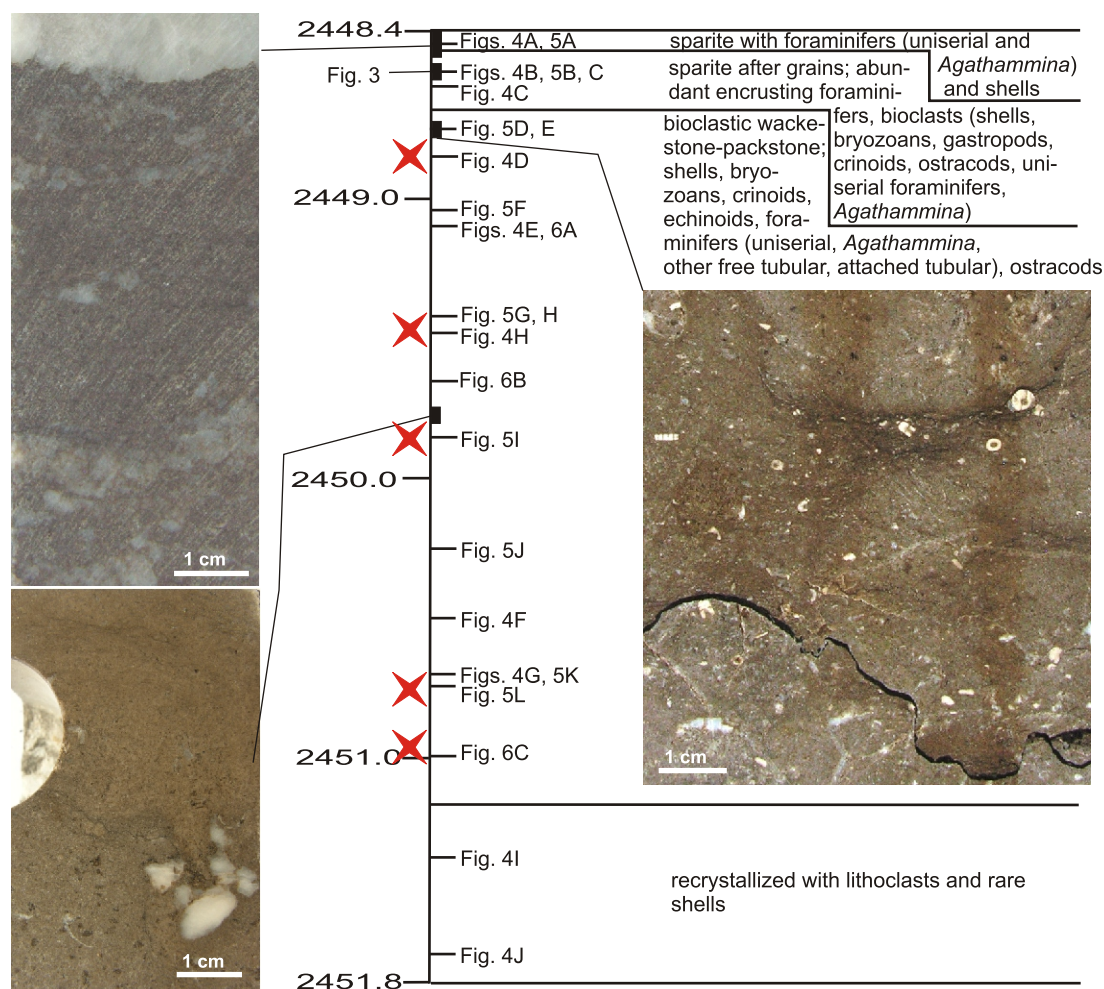 2448.4
Figs. 4A, 5A
sparite with foraminifers (uniserial and
Agathammina)
and shells
Fig. 3
Figs. 4B, 5B, C
sparite after grains; abun-
dant encrusting foramini-
fers, bioclasts (shells,
bryozoans, gastropods,
crinoids, ostracods, uni-
serial foraminifers,
Agathammina)
Fig. 4C
Fig. 5D, E
bioclastic wacke-
stone-packstone;
shells, bryo-
zoans, crinoids,
echinoids, fora-
minifers (uniserial, Agathammina,
other free tubular, attached tubular), ostracods
Fig. 4D
2449.0
Fig. 5F
Figs. 4E, 6A
Fig. 5G, H
Fig. 4H
Fig. 6B
Fig. 5I
2450.0
Fig. 5J
1 cm
Fig. 4F
Figs. 4G, 5K
Fig. 5L
2451.0
Fig. 6C
1 cm
Fig. 4I
recrystallized with lithoclasts and rare
shells
Fig. 4J
1 cm
2451.8